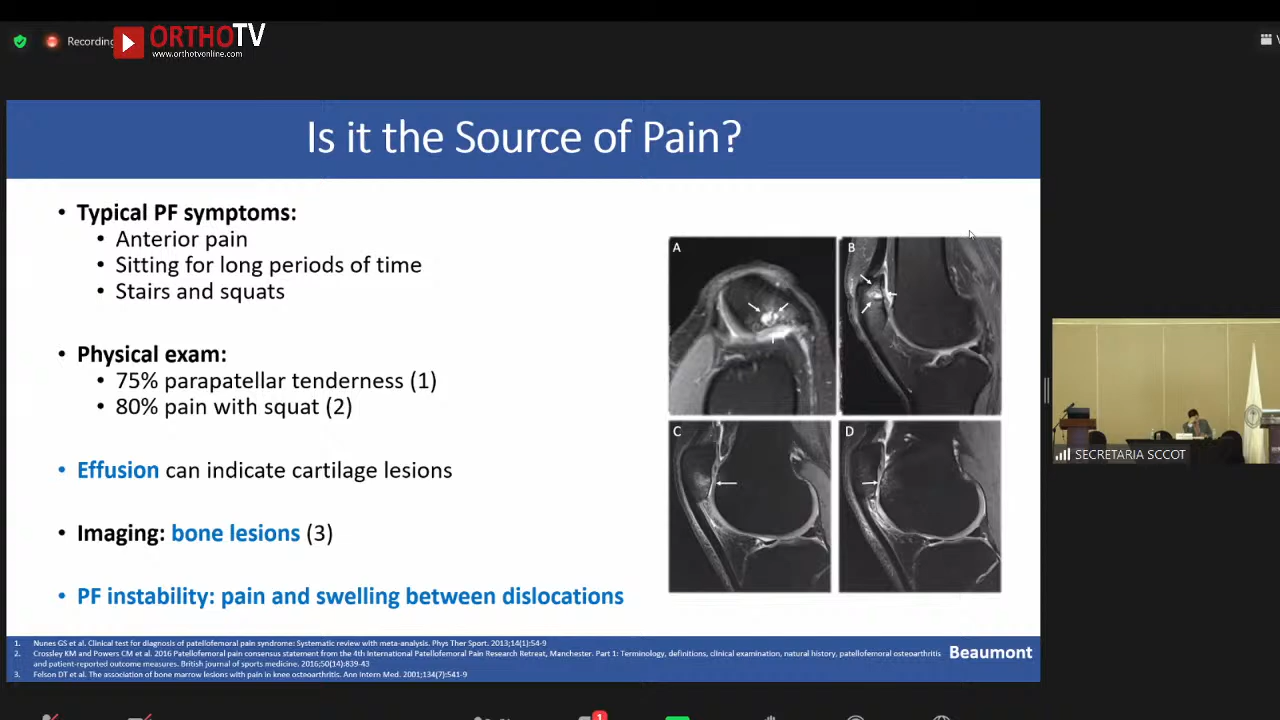 Recording
ORTHOTV
www.orthotvonline.com
Is it the Source of Pain?
• Typical PF symptoms:
• Anterior pain
• Sitting for long periods of time
• Stairs and squats
• Physical exam:
• 75% parapatellar tenderness (1)
• 80% pain with squat (2)
• Effusion can indicate cartilage lesions
• Imaging: bone lesions (3)
• PF instability: pain and swelling between dislocations
A
B
C
D
SECRETARIA SCCOT
1. Nunes GS et al. Clinical test for diagnosis of patellofemoral pain syndrome: Systematic review with meta-analysis. Phys Ther Sport. 2013;14(1):54-9
2. Crossley KM and Powers CM et al. 2016 Patellofemoral pain consensus statement from the 4th International Patellofemoral Pain Research Retreat, Manchester. Part 1: Terminology, definitions, clinical examination, natural history, patellofemoral osteoarthritis
and patient-reported outcome measures. British journal of sports medicine. 2016;50(14):839-43
3. Felson DT et al. The association of bone marrow lesions with pain in knee osteoarthritis. Ann Intern Med. 2001;134(7):541-9
Beaumont
1